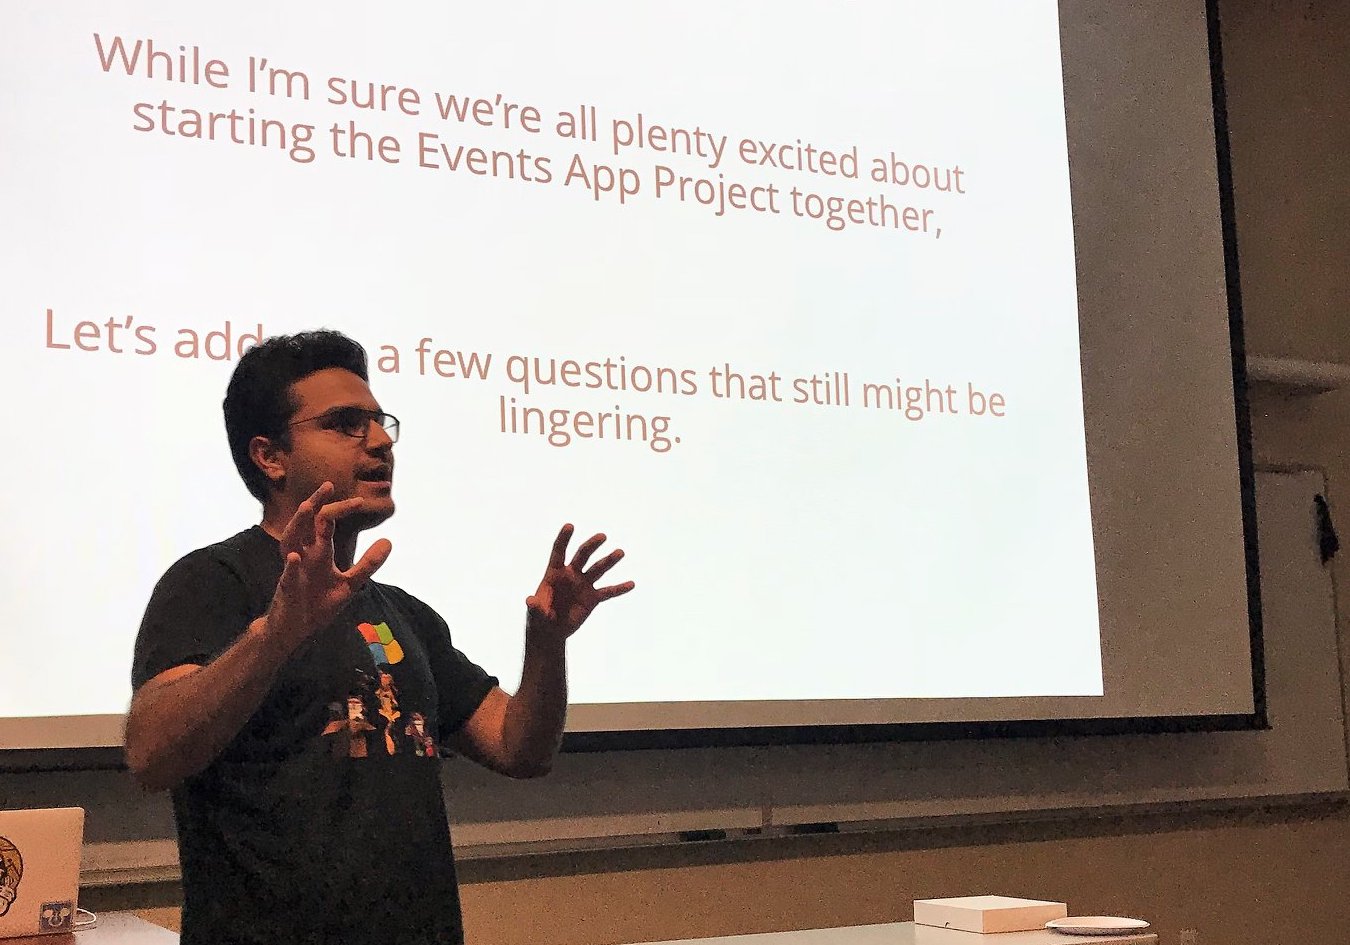 While I'm sure we're all plenty excited about
starting the Events App Project together,
Let's add a few questions that still might be
lingering.